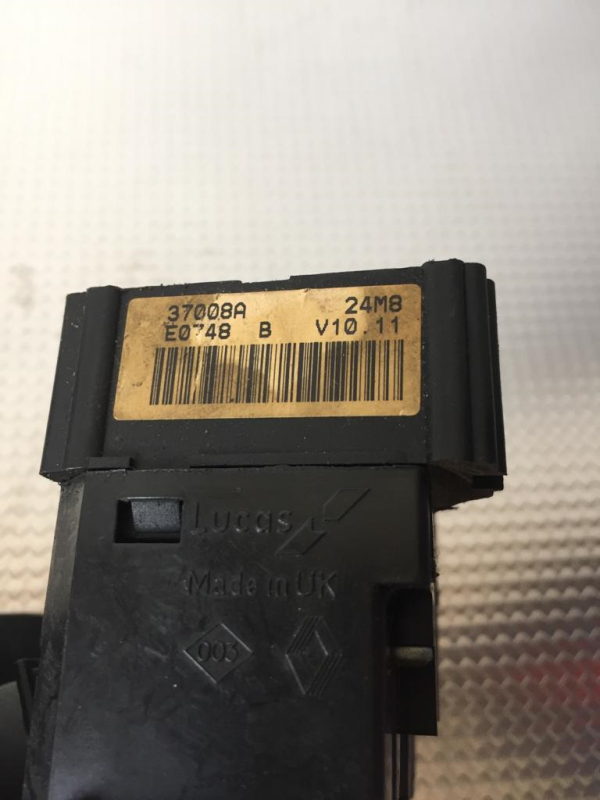 37008A 24M8
E0748 B V10.11
Lucas
Made in UK
003